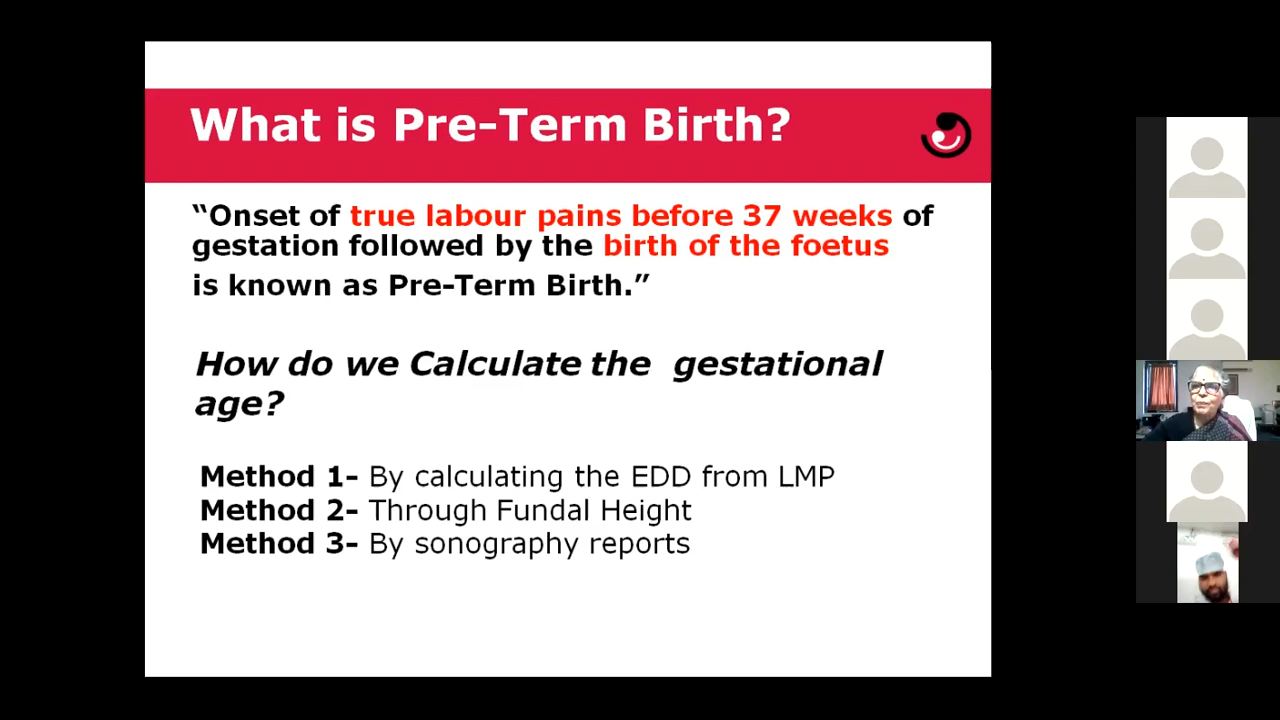 What is Pre-Term Birth?
“Onset of true labour pains before 37 weeks of
gestation followed by the birth of the foetus
is known as Pre-Term Birth.”
How do we Calculate the gestational
age?
Method 1- By calculating the EDD from LMP
Method 2- Through Fundal Height
Method 3- By sonography reports